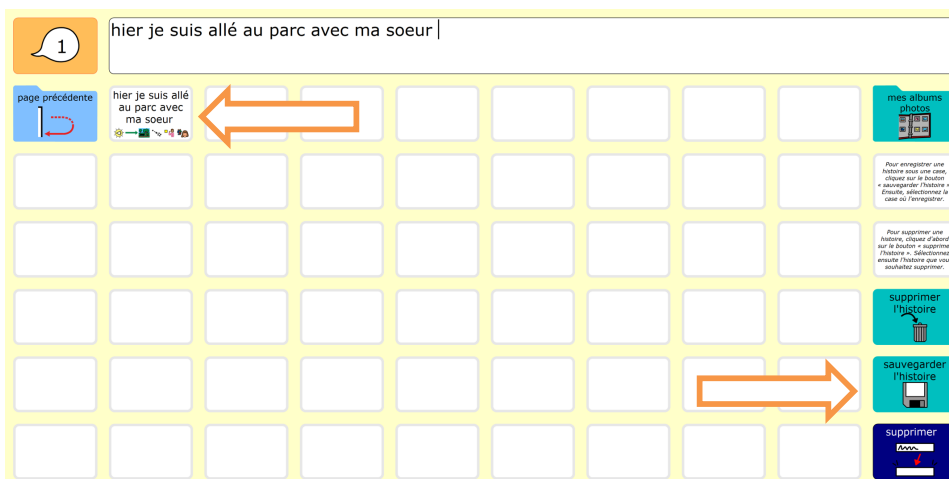 1
hier je suis allé au parc avec ma soeur
page précédente
hier je suis allé
au parc avec
ma soeur
mes albums
photos
Pour enregistrer une
histoire sous une case,
cliquez sur le bouton
« sauvegarder l'histoire »
Ensuite, sélectionnez la
case où l'enregistrer.
Pour supprimer une
histoire, cliquez d'abord
sur le bouton « supprime
l'histoire ». Sélectionnez
ensuite l'histoire que vou
souhaitez supprimer.
supprimer
l'histoire
sauvegarder
l'histoire
supprimer